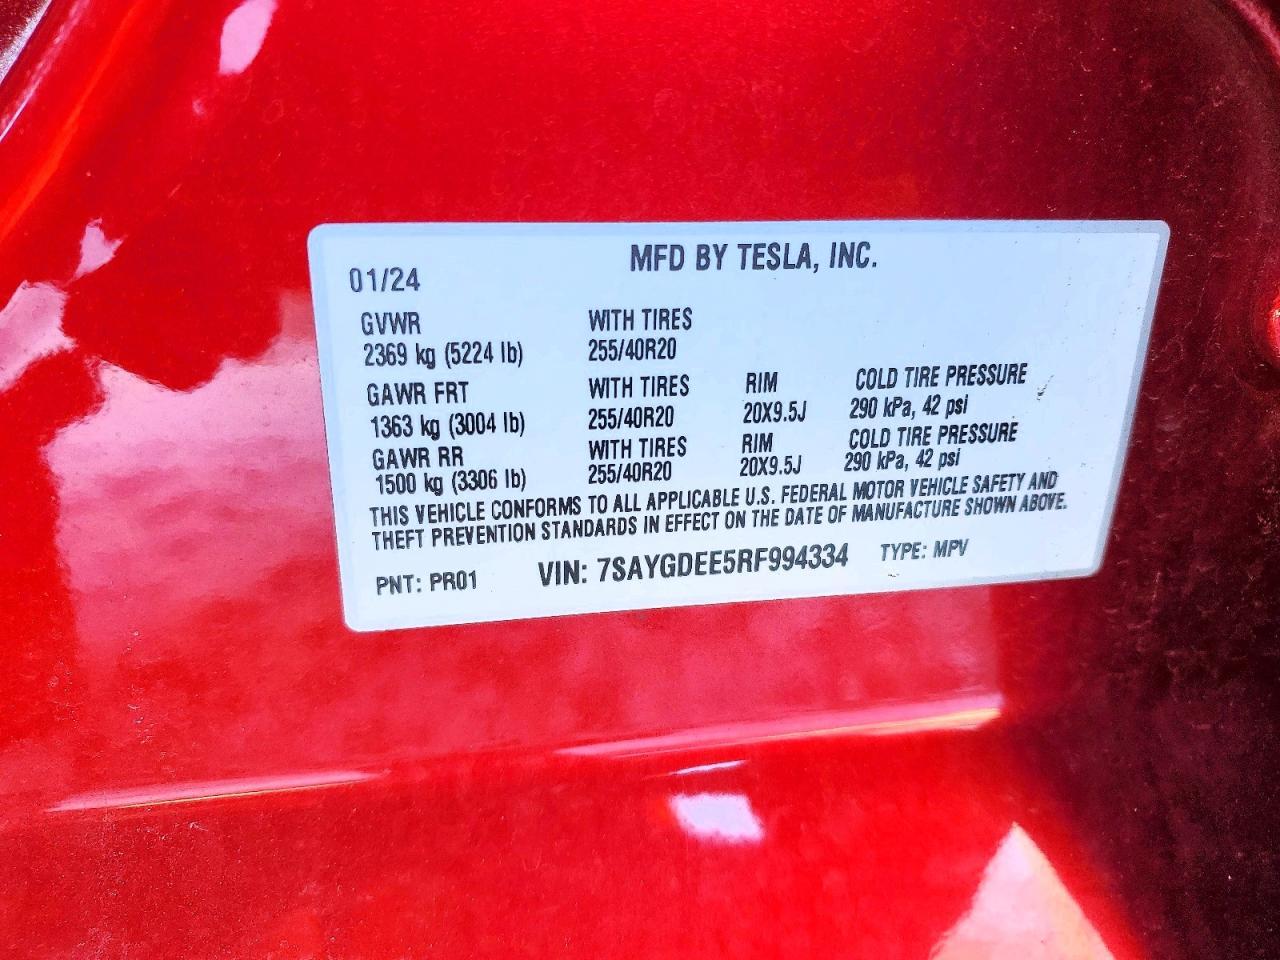 MFD BY TESLA, INC.
01/24
GVWR WITH TIRES
2369 kg (5224 lb) 255/40R20
GAWR FRT WITH TIRES RIM COLD TIRE PRESSURE
1363 kg (3004 lb) 255/40R20 20X9.5J 290 kPa, 42 psi
GAWR RR WITH TIRES RIM COLD TIRE PRESSURE
1500 kg (3306 lb) 255/40R20 20X9.5J 290 kPa, 42 psi
THIS VEHICLE CONFORMS TO ALL APPLICABLE U.S. FEDERAL MOTOR VEHICLE SAFETY AND
THEFT PREVENTION STANDARDS IN EFFECT ON THE DATE OF MANUFACTURE SHOWN ABOVE.
PNT: PR01 VIN: 7SAYGDEE5RF994334 TYPE: MPV